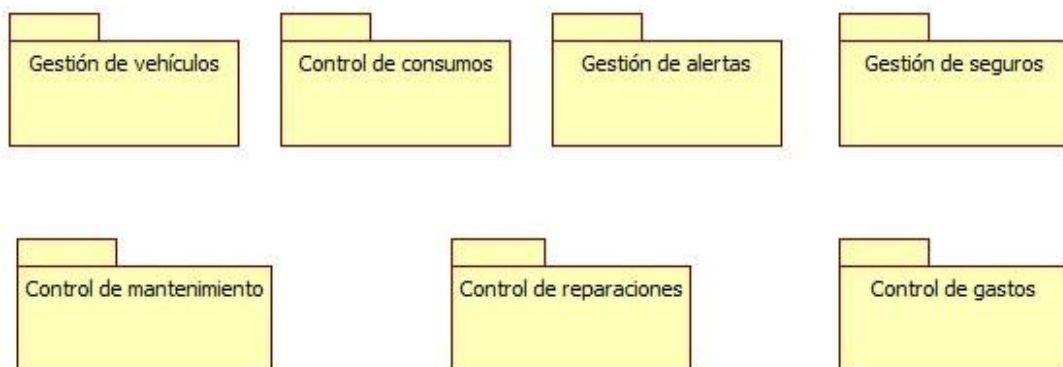 Gestión de vehículos
Control de consumos
Gestión de alertas
Gestión de seguros
Control de mantenimiento
Control de reparaciones
Control de gastos